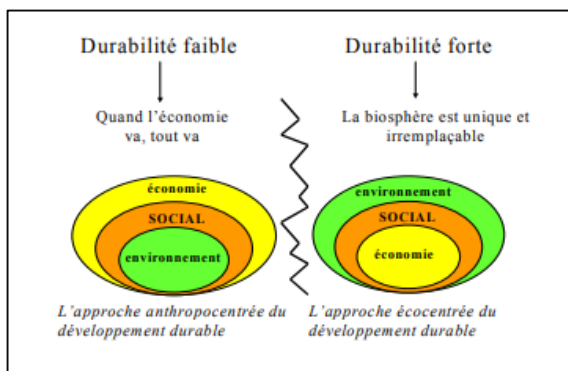 Durabilité faible
Quand l'économie
va, tout va
économie
SOCIAL
environnement
L'approche anthropocentrée du
développement durable
Durabilité forte
La biosphère est unique et
irremplaçable
environnement
SOCIAL
économie
L'approche écocentrée du
développement durable